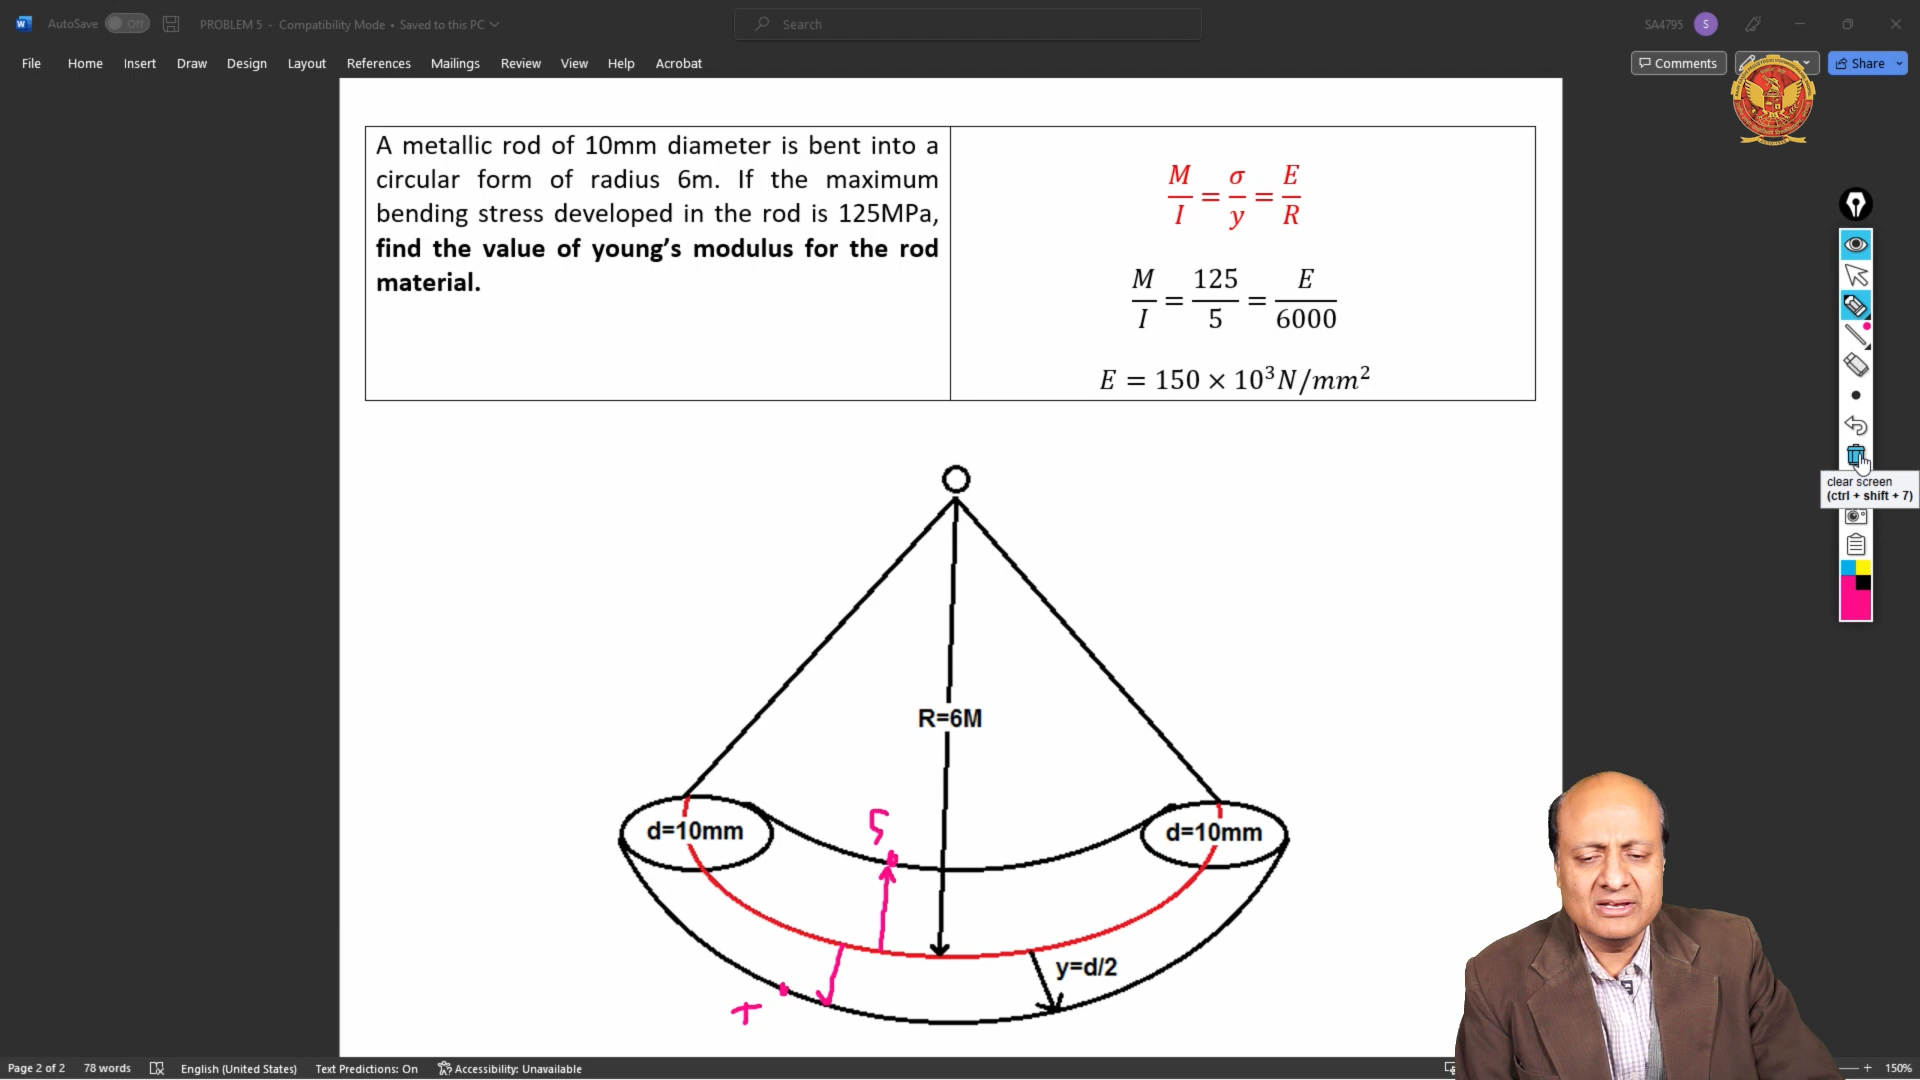 AutoSave Off PROBLEM 5 - Compatibility Mode • Saved to this PC Search SA4795 S
File Home Insert Draw Design Layout References Mailings Review View Help Acrobat Comments Share
A metallic rod of 10mm diameter is bent into a
circular form of radius 6m. If the maximum
bending stress developed in the rod is 125MPa,
find the value of young's modulus for the rod
material.
M/I = σ/y = E/R
M/I = 125/5 = E/6000
E = 150 × 10³ N/mm²
clear screen
(ctrl + shift + 7)
R=6M
d=10mm d=10mm
y=d/2
Page 2 of 2 78 words English (United States) Text Predictions: On Accessibility: Unavailable 150%